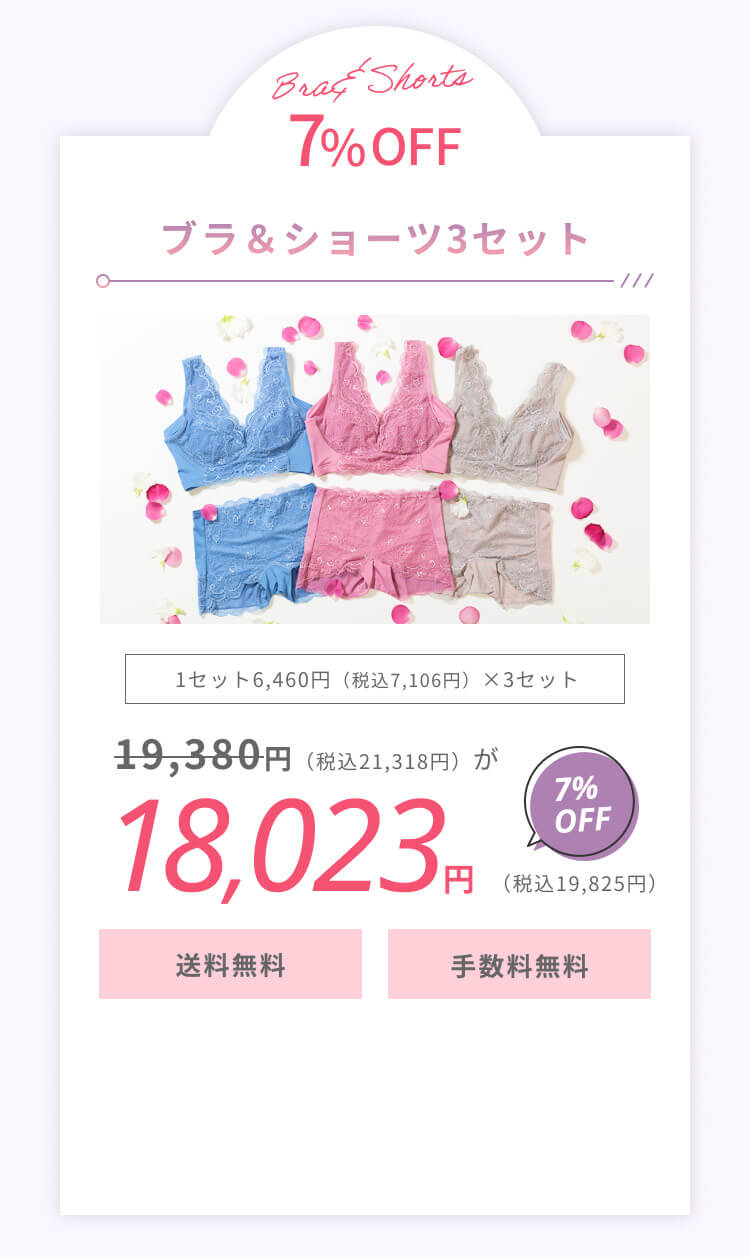 Bra& Shorts
7%OFF
ブラ＆ショーツ3セット
1セット6,460円（税込7,106円）×3セット
19,380円（税込21,318円）が
7%
OFF
18,023円
（税込19,825円）
送料無料
手数料無料